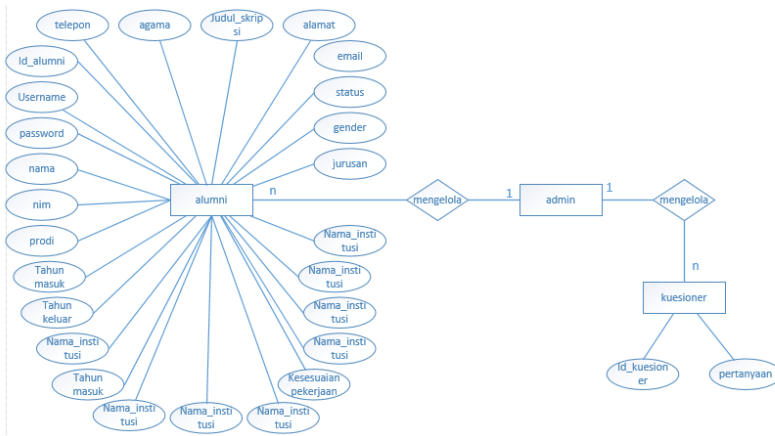 telepon
agama
Judul_skrip
si
alamat
email
Id_alumni
status
Username
gender
password
jurusan
nama
nim
alumni
n
mengelola
1
admin
1
mengelola
prodi
Nama_insti
tusi
Tahun
masuk
Nama_insti
tusi
n
kuesioner
Tahun
keluar
Nama_insti
tusi
Nama_insti
tusi
Nama_insti
tusi
Tahun
masuk
Kesesuaian
pekerjaan
Id_kuesion
er
pertanyaan
Nama_insti
tusi
Nama_insti
tusi
Nama_insti
tusi